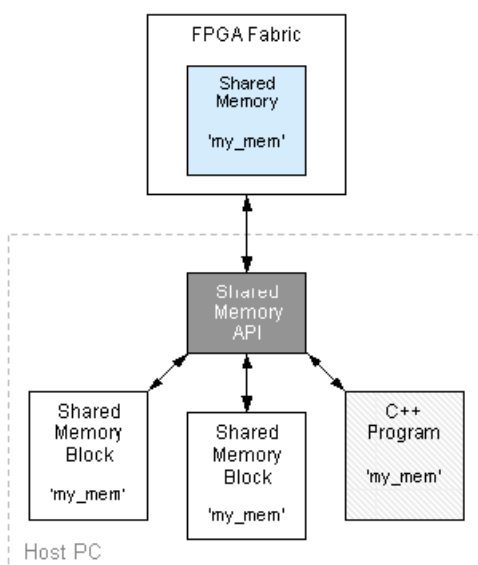 FPGA Fabric
Shared
Memory
'my_mem'
Shared
Memory
API
Shared
Memory
Block
'my_mem'
Shared
Memory
Block
'my_mem'
C++
Program
'my_mem'
Host PC